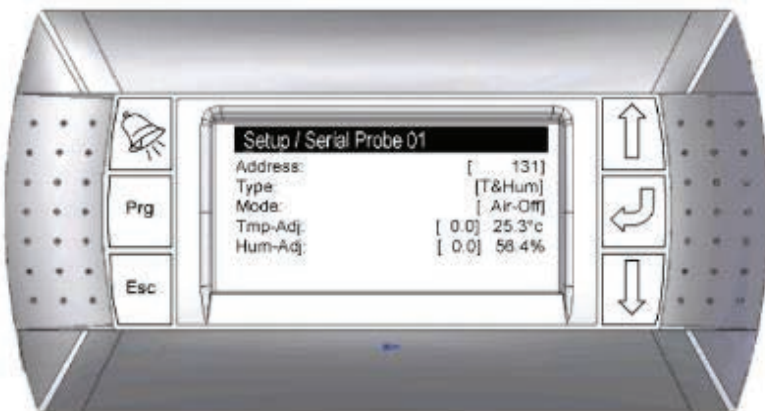 Setup / Serial Probe 01
Address: [ 131]
Type: [T&Hum]
Mode: [ Air-Off]
Tmp-Adj: [ 0.0] 25.3°c
Hum-Adj: [ 0.0] 56.4%
Prg
Esc